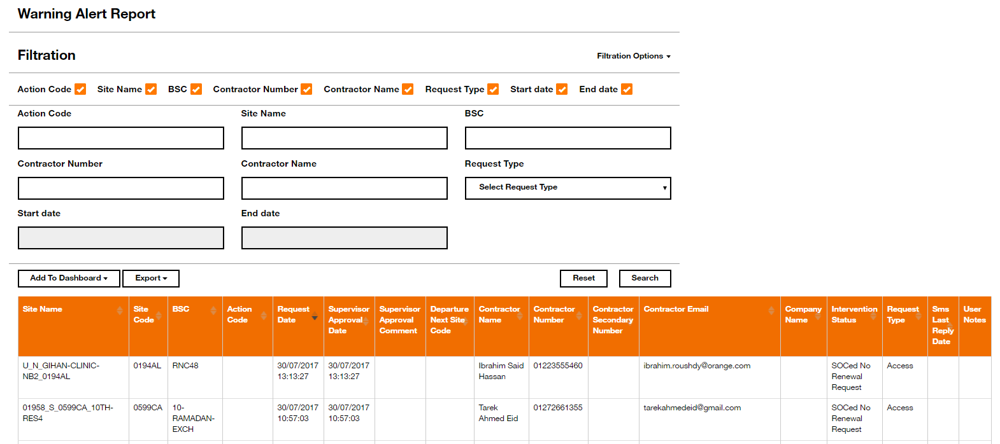 Warning Alert Report
Filtration
Filtration Options
Action Code Site Name BSC Contractor Number Contractor Name Request Type Start date End date
Action Code Site Name BSC
Contractor Number Contractor Name Request Type
Select Request Type
Start date End date
Add To Dashboard Export Reset Search
Site Name
Site
Code
BSC
Action
Code
Request
Date
Supervisor
Approval
Date
Supervisor
Approval
Comment
Departure
Next Site
Code
Contractor
Name
Contractor
Number
Contractor
Secondary
Number
Contractor Email
Company
Name
Intervention
Status
Request
Type
Sms
Last
Reply
Date
User
Notes
U_N_GIHAN-CLINIC-
NB2_0194AL
0194AL
RNC48
30/07/2017
13:13:27
30/07/2017
13:13:27
Ibrahim Said
Hassan
01223555460
ibrahim.roushdy@orange.com
SOCed No
Renewal
Request
Access
01958_S_0599CA_10TH-
RES4
0599CA
10-
RAMADAN-
EXCH
30/07/2017
10:57:03
30/07/2017
10:57:03
Tarek
Ahmed Eid
01272661355
tarekahmedeid@gmail.com
SOCed No
Renewal
Request
Access